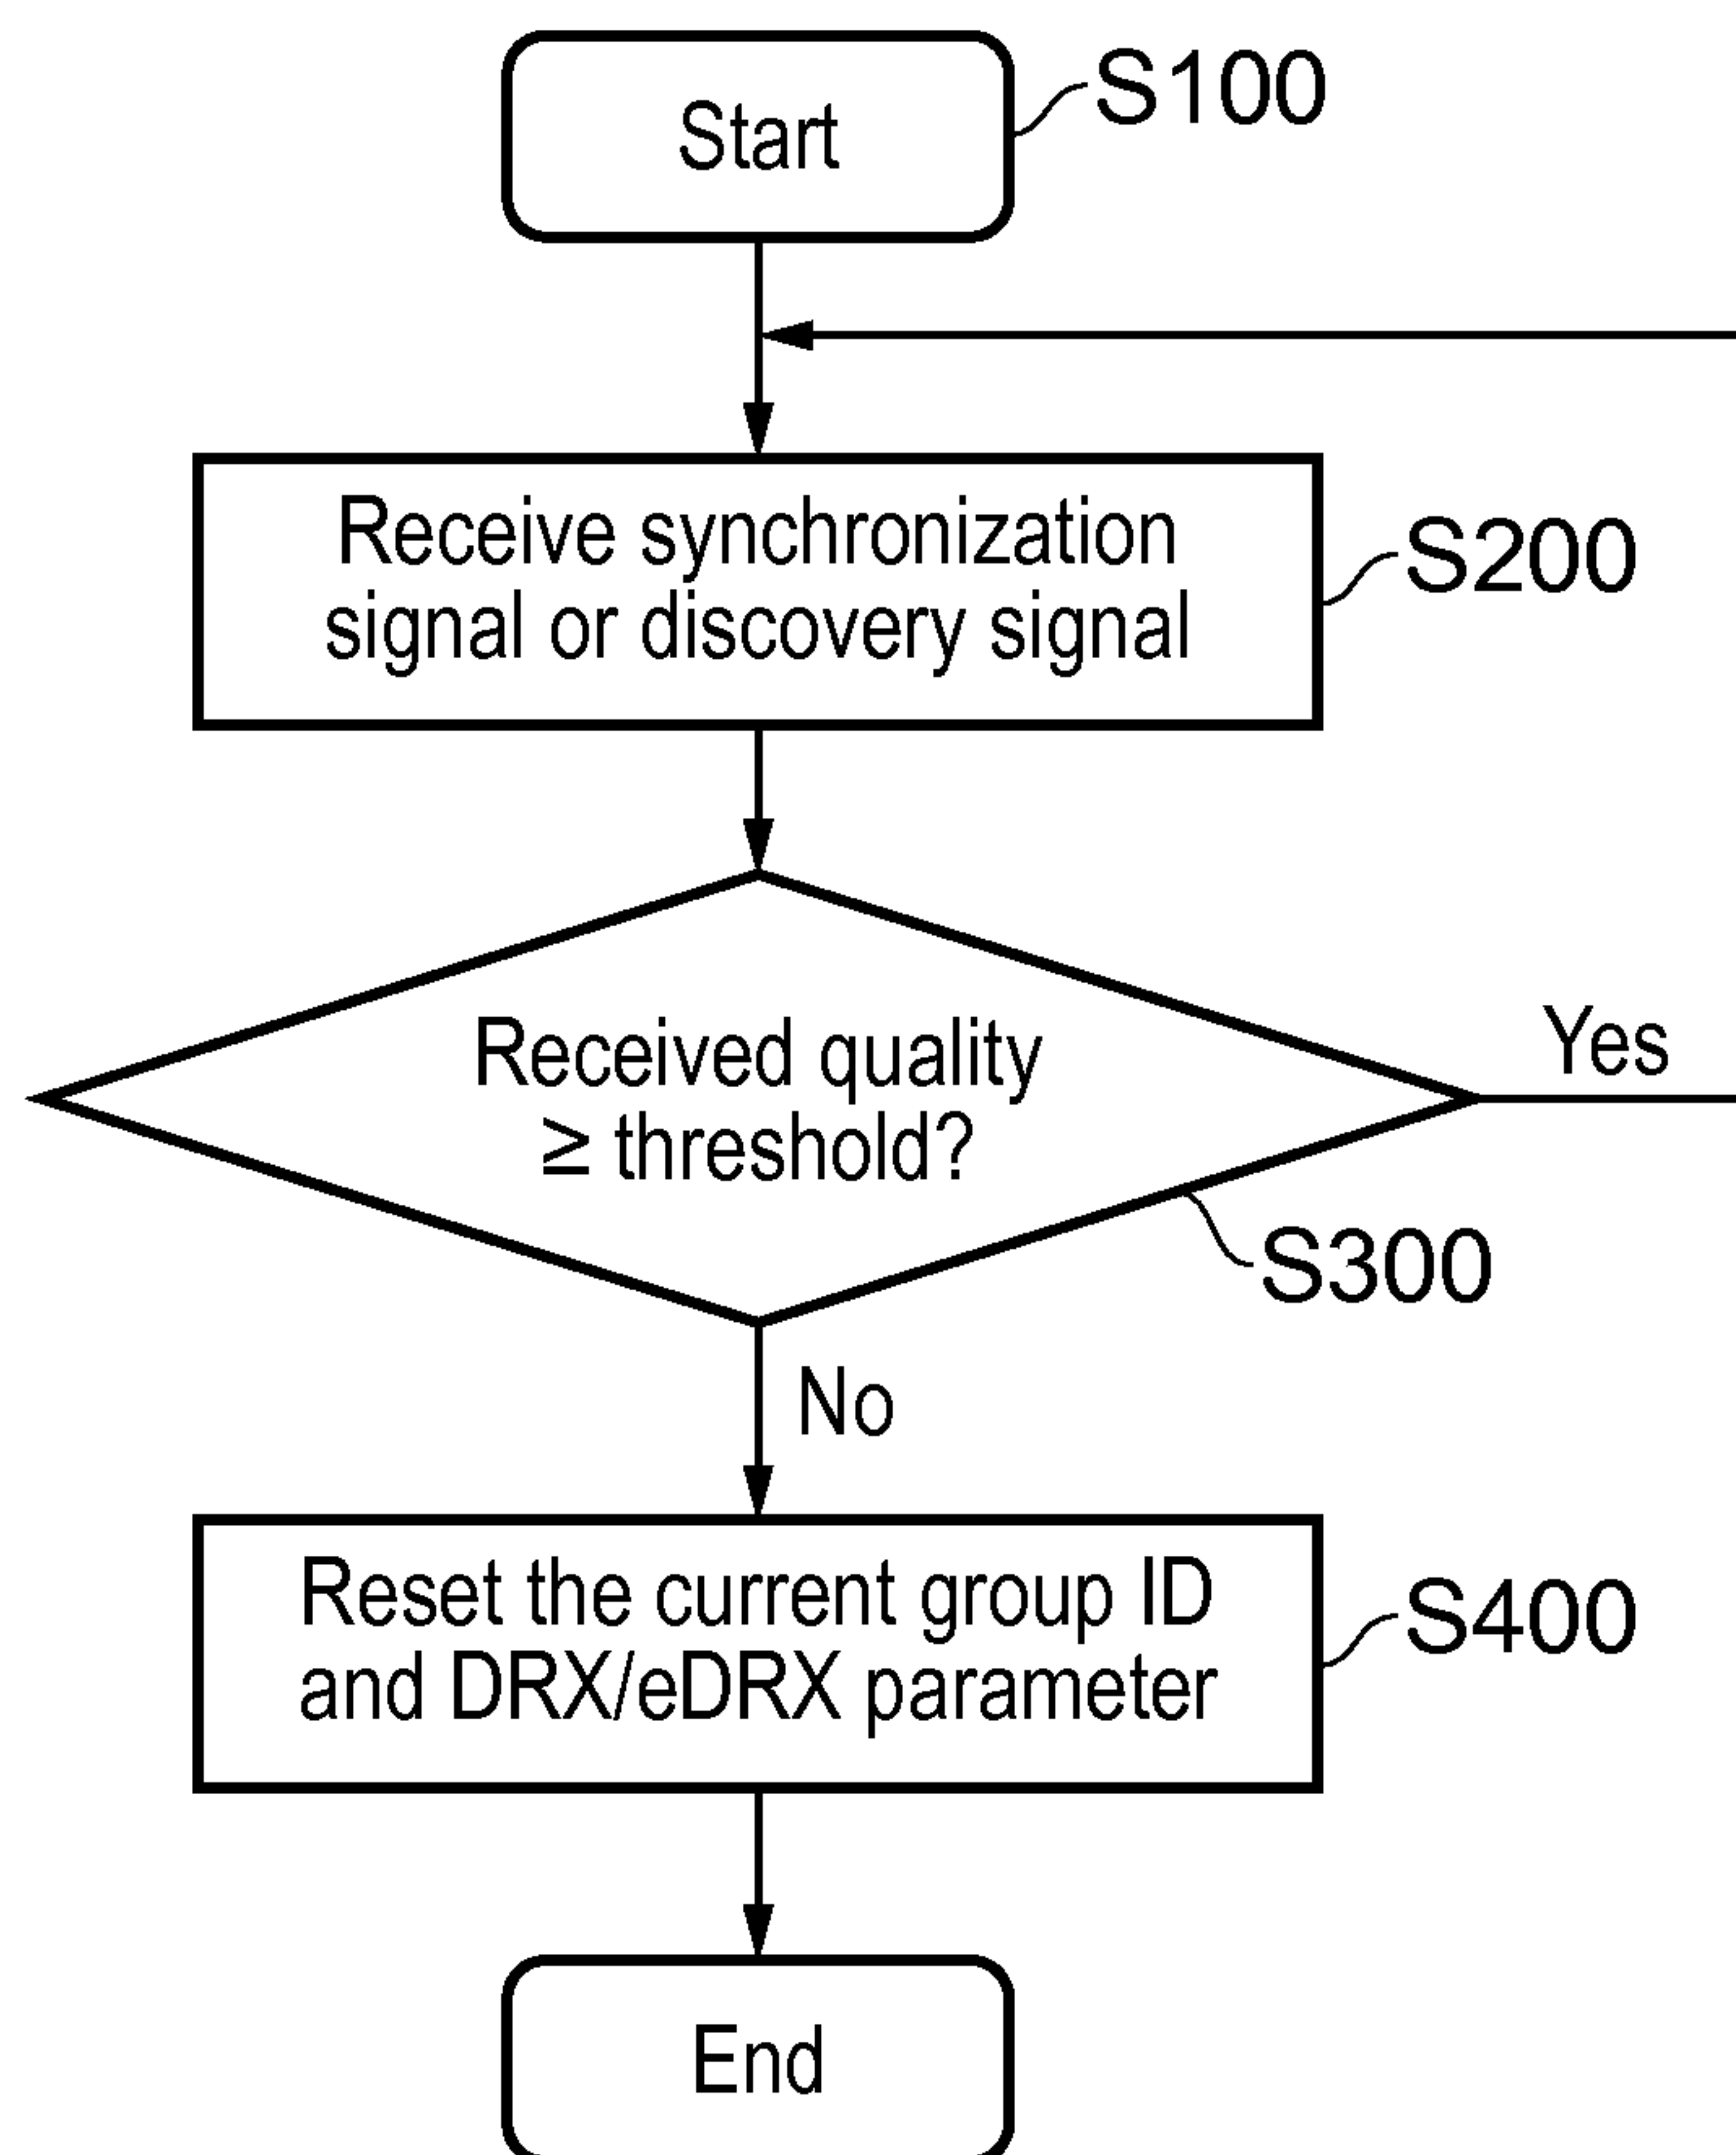 Start
S100
Receive synchronization
signal or discovery signal
S200
Received quality
≥ threshold?
Yes
S300
No
Reset the current group ID
and DRX/eDRX parameter
S400
End